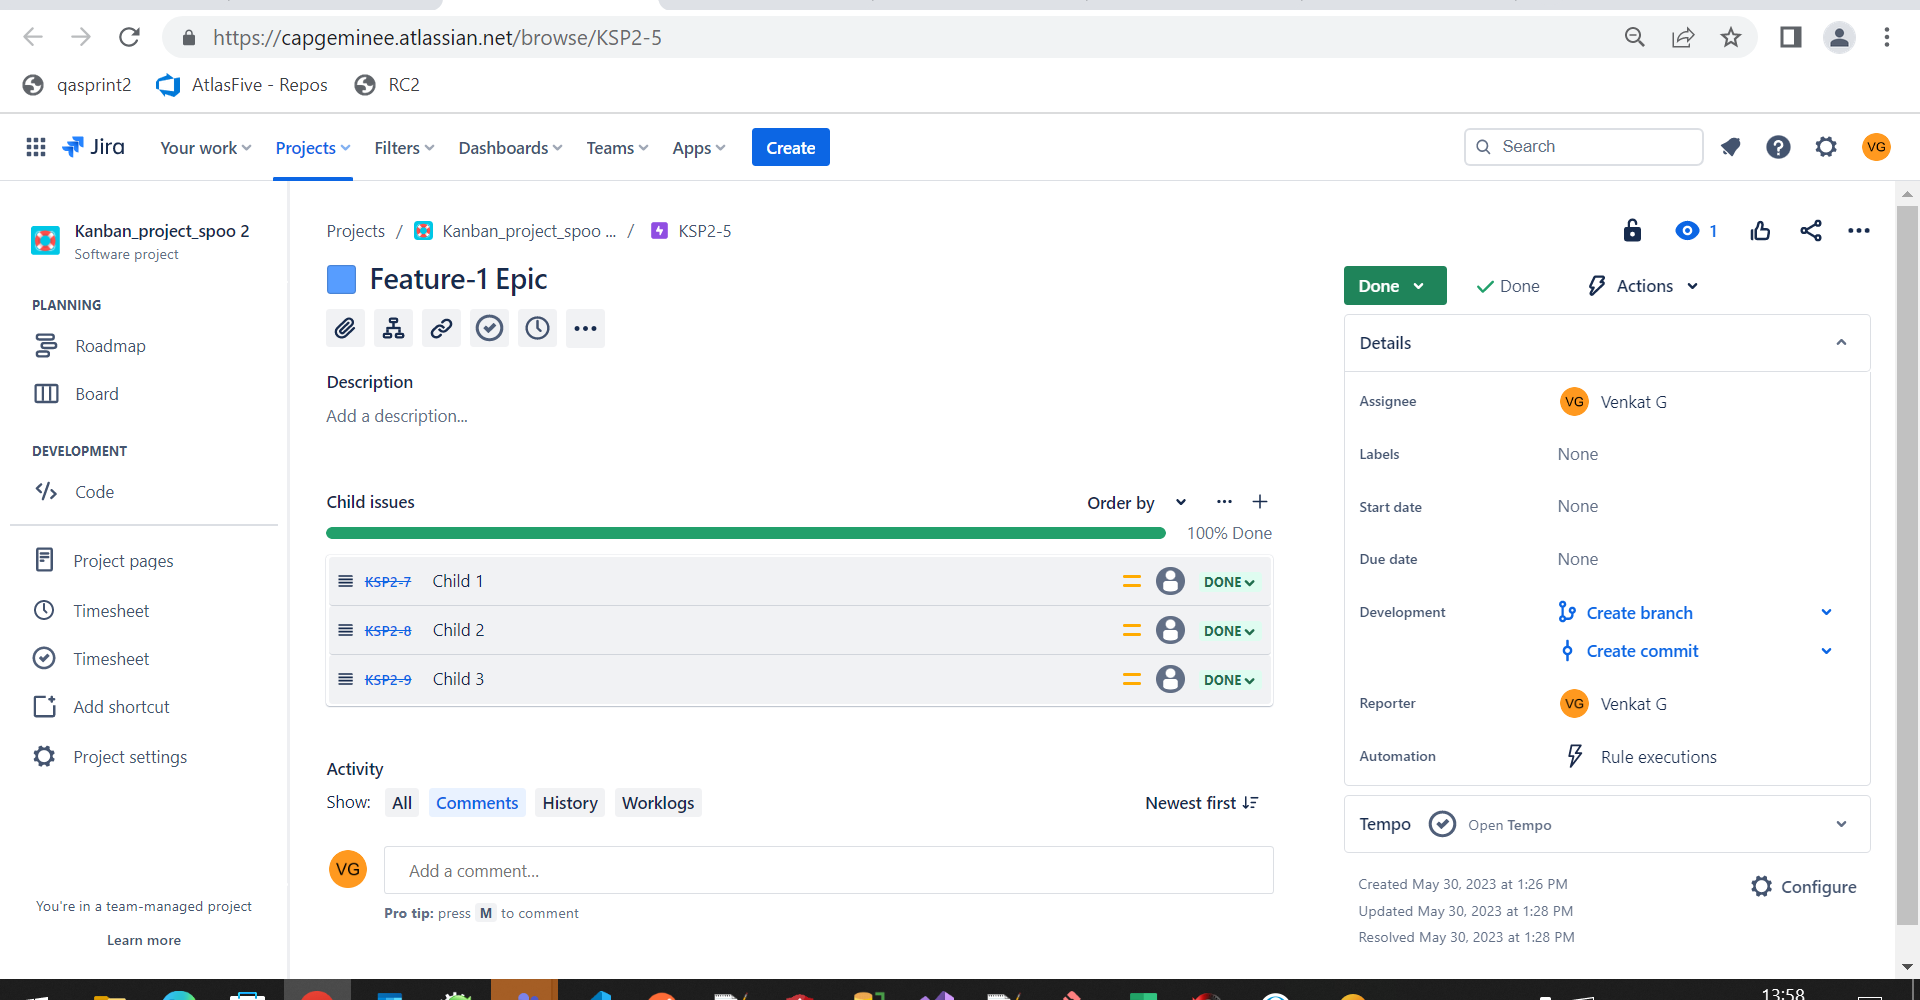 https://capgeminee.atlassian.net/browse/KSP2-5
qasprint2 AtlasFive - Repos RC2
Jira Your work Projects Filters Dashboards Teams Apps Create Search VG
Kanban_project_spoo 2
Software project
PLANNING
Roadmap
Board
DEVELOPMENT
Code
Project pages
Timesheet
Timesheet
Add shortcut
Project settings
You're in a team-managed project
Learn more
Projects / Kanban_project_spoo ... / KSP2-5
Feature-1 Epic
Description
Add a description...
Child issues Order by
100% Done
KSP2-7 Child 1 DONE
KSP2-8 Child 2 DONE
KSP2-9 Child 3 DONE
Activity
Show: All Comments History Worklogs Newest first
VG Add a comment...
Pro tip: press M to comment
1
Done Done Actions
Details
Assignee VG Venkat G
Labels None
Start date None
Due date None
Development Create branch
Create commit
Reporter VG Venkat G
Automation Rule executions
Tempo Open Tempo
Created May 30, 2023 at 1:26 PM Configure
Updated May 30, 2023 at 1:28 PM
Resolved May 30, 2023 at 1:28 PM
13:58